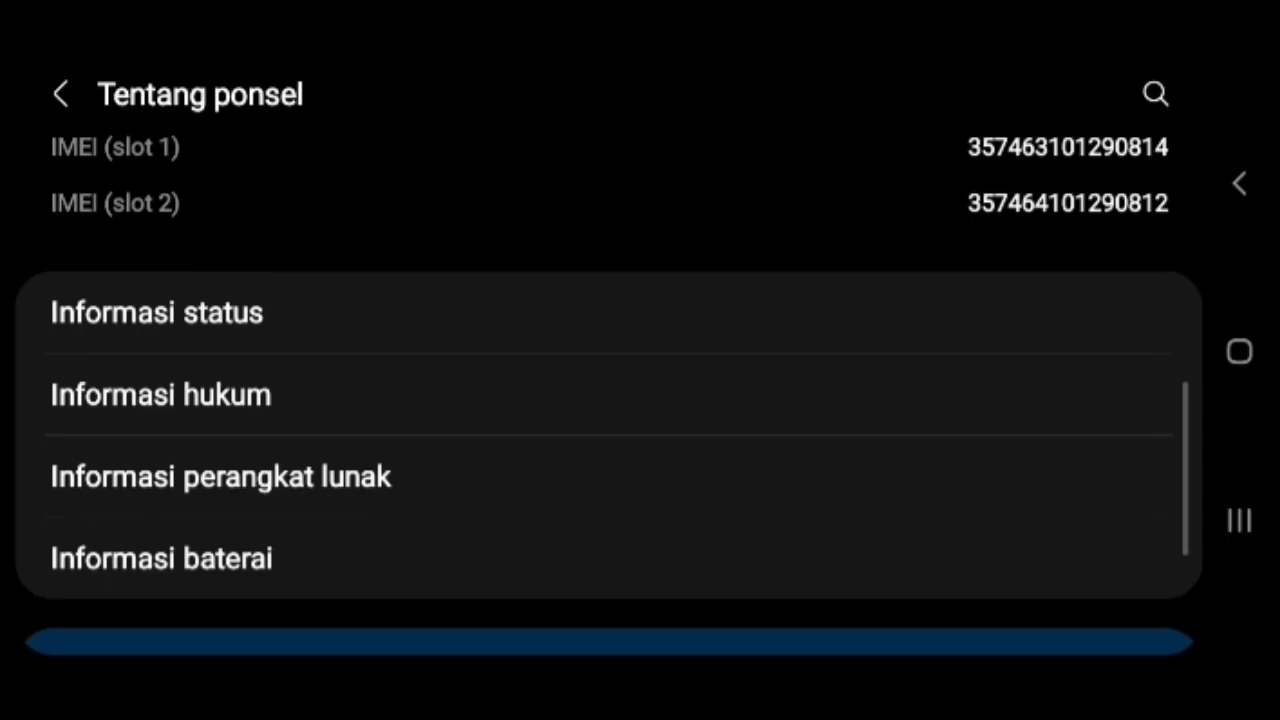 Tentang ponsel
IMEI (slot 1) 357463101290814
IMEI (slot 2) 357464101290812
Informasi status
Informasi hukum
Informasi perangkat lunak
Informasi baterai